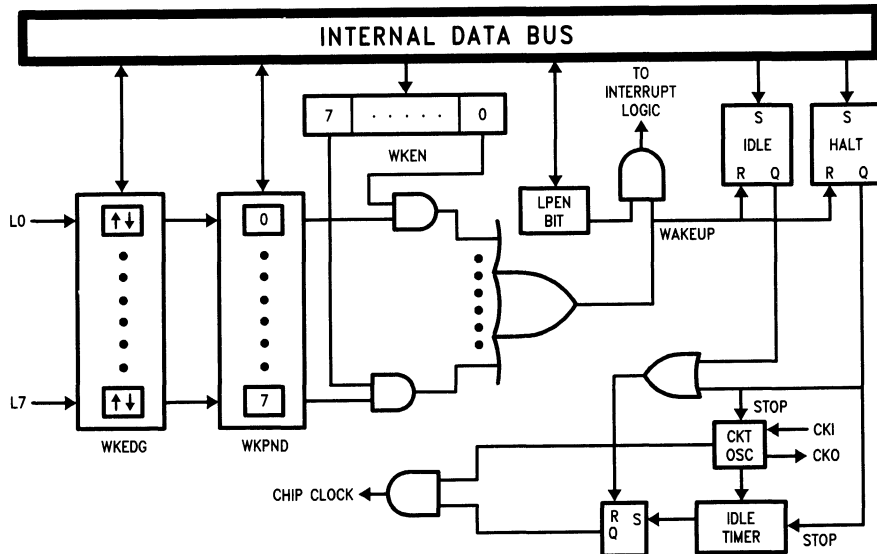 INTERNAL DATA BUS
TO
INTERRUPT
LOGIC
7 . . . . . 0
WKEN
S
IDLE
R Q
S
HALT
R Q
LPEN
BIT
WAKEUP
L0
↑↓
0
L7
↑↓
7
WKEDG
WKPND
STOP
CKT
OSC
CKI
CKO
CHIP CLOCK
R S
Q
IDLE
TIMER
STOP